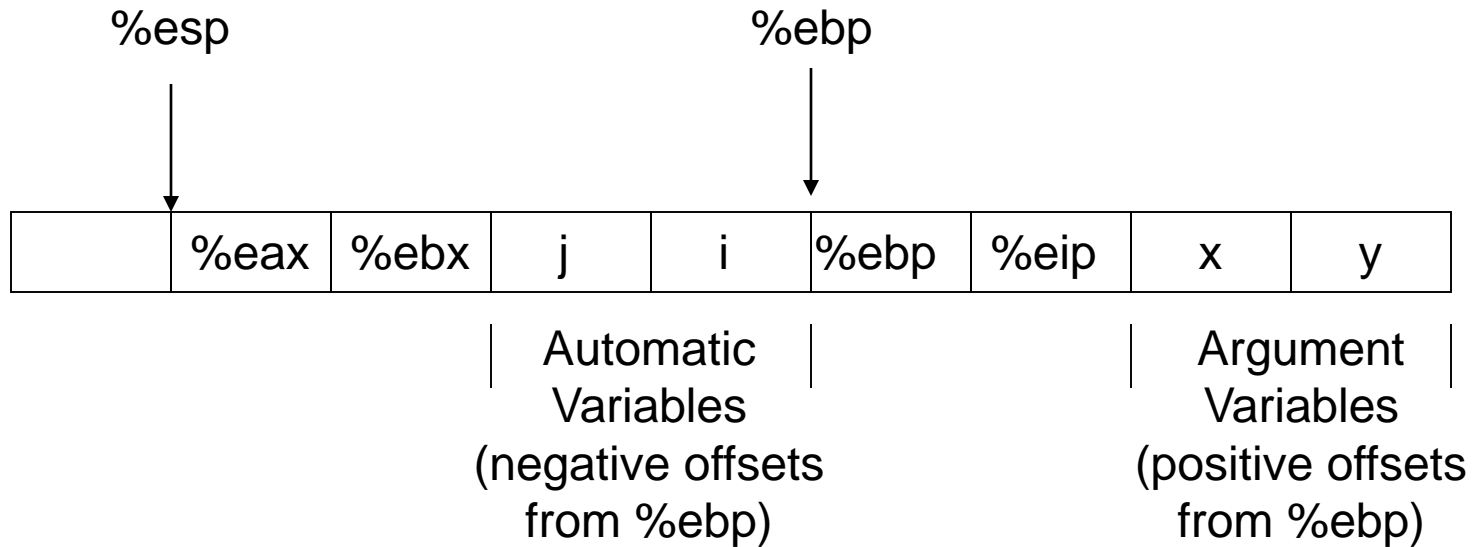 %esp %ebp
%eax %ebx j i %ebp %eip x y
Automatic
Variables
(negative offsets
from %ebp)
Argument
Variables
(positive offsets
from %ebp)